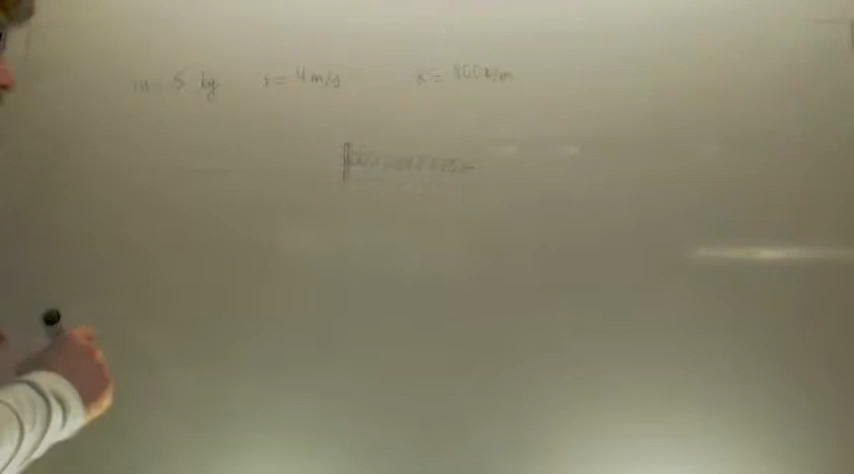 m = 5 kg v = 4 m/s k = 800 N/m